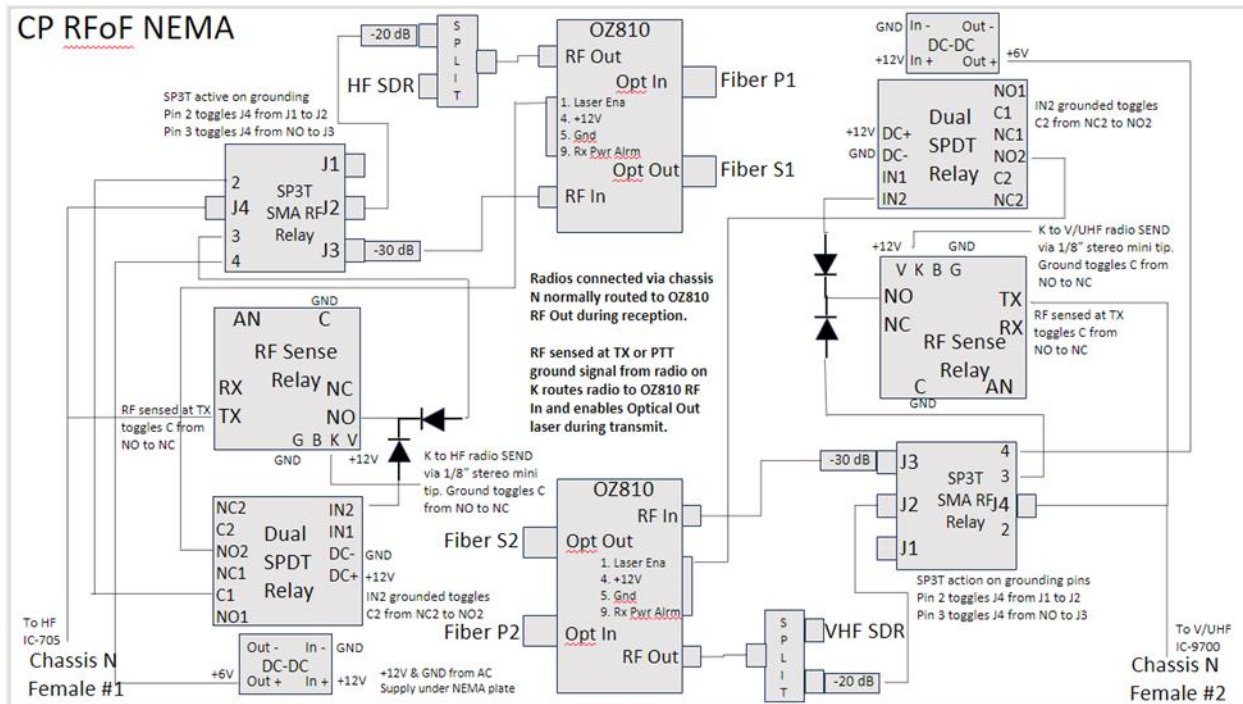 CP RFoF NEMA
-20 dB
S
P
L
I
T
HF SDR
OZ810
RF Out
Opt In
1. Laser Ena
4. +12V
5. Gnd
9. Rx Pwr Alrm
Opt Out
RF In
Fiber P1
Fiber S1
GND
In -
Out -
DC-DC
+12V
In +
Out +
+6V
SP3T active on grounding
Pin 2 toggles J4 from J1 to J2
Pin 3 toggles J4 from NO to J3
J1
2
SP3T
J4
SMA RF
J2
3
Relay
4
J3
-30 dB
NO1
Dual
C1
+12V
DC+
SPDT
NC1
GND
DC-
NO2
IN1
Relay
C2
IN2
NC2
IN2 grounded toggles
C2 from NC2 to NO2
K to V/UHF radio SEND
via 1/8” stereo mini tip.
Ground toggles C from
NO to NC
+12V
GND
V K B G
NO
TX
NC
RX
RF Sense
Relay
C
AN
GND
RF sensed at TX
toggles C from
NO to NC
Radios connected via chassis
N normally routed to OZ810
RF Out during reception.
RF sensed at TX or PTT
ground signal from radio on
K routes radio to OZ810 RF
In and enables Optical Out
laser during transmit.
GND
AN
C
RF Sense
Relay
RX
NC
TX
NO
G B K V
GND
+12V
RF sensed at TX
toggles C from
NO to NC
K to HF radio SEND
via 1/8” stereo mini
tip. Ground toggles C
from NO to NC
NC2
IN2
C2
Dual
IN1
NO2
SPDT
DC-
GND
NC1
DC+
+12V
C1
Relay
NO1
IN2 grounded toggles
C2 from NC2 to NO2
To HF
IC-705
Chassis N
Female #1
Out -
In -
GND
DC-DC
+6V
Out +
In +
+12V
+12V & GND from AC
Supply under NEMA plate
OZ810
RF In
Fiber S2
Opt Out
1. Laser Ena
4. +12V
5. Gnd
9. Rx Pwr Alrm
Fiber P2
Opt In
RF Out
S
P
L
I
T
VHF SDR
-20 dB
-30 dB
J3
4
SP3T
3
J2
SMA RF
J4
Relay
2
J1
SP3T action on grounding pins
Pin 2 toggles J4 from J1 to J2
Pin 3 toggles J4 from NO to J3
To V/UHF
IC-9700
Chassis N
Female #2